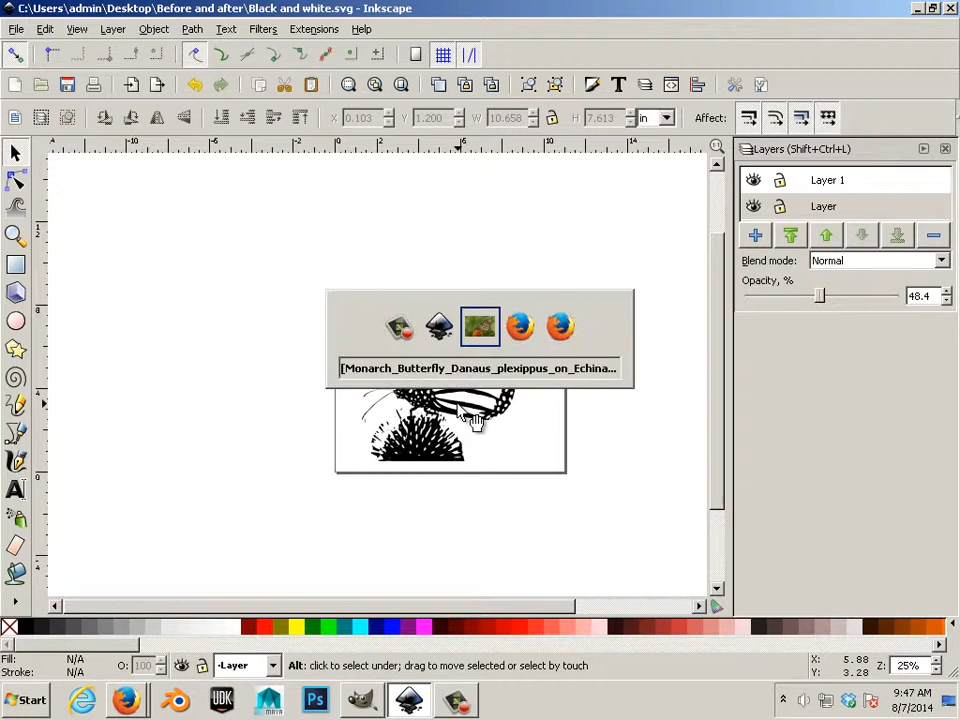 C:\Users\admin\Desktop\Before and after\Black and white.svg - Inkscape
File Edit View Layer Object Path Text Filters Extensions Help
X 0.103 Y 1.200 W 10.658 H 7.613 in Affect:
Layers (Shift+Ctrl+L)
Layer 1
Layer
Blend mode: Normal
Opacity, %
48.4
[Monarch_Butterfly_Danaus_plexippus_on_Echina...
Fill: N/A
Stroke: N/A
O: 100
Layer
Alt: click to select under; drag to move selected or select by touch
X: 5.88
Y: 3.28
Z: 25%
Start
UDK
MAYA
Ps
9:47 AM
8/7/2014